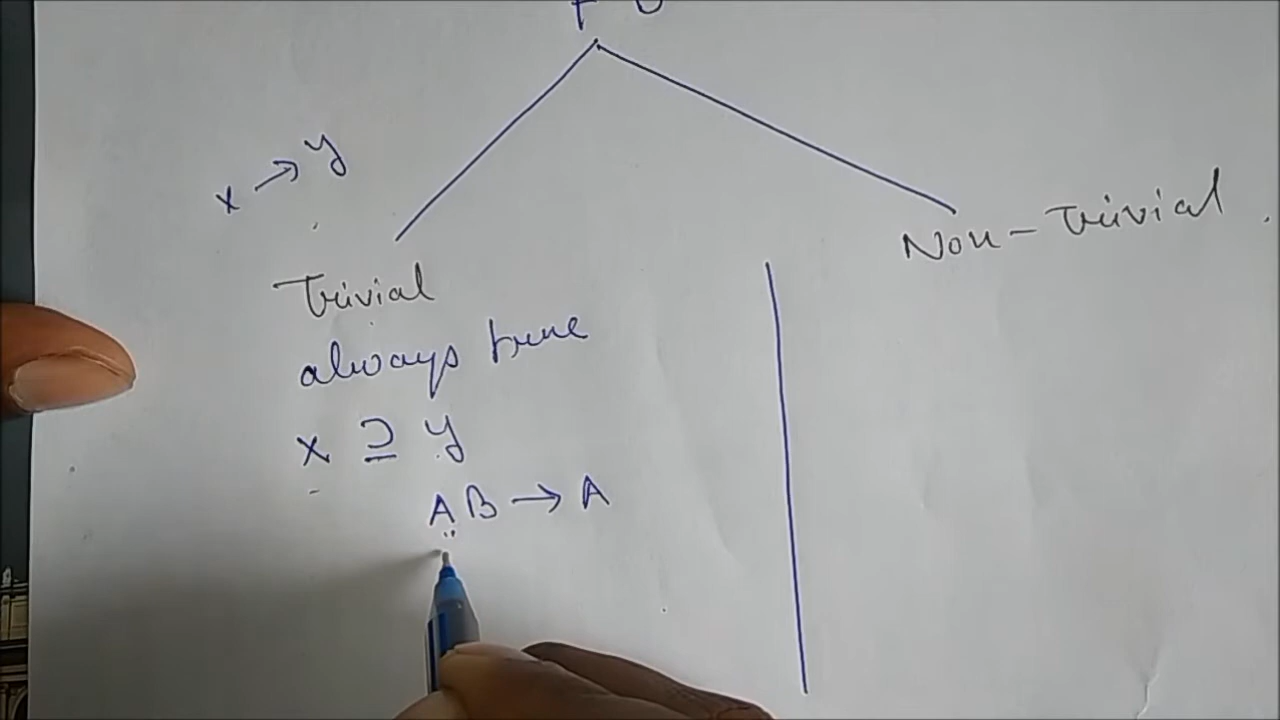 x → y
Non-Trivial
Trivial
always true
x ⊇ y
AB → A